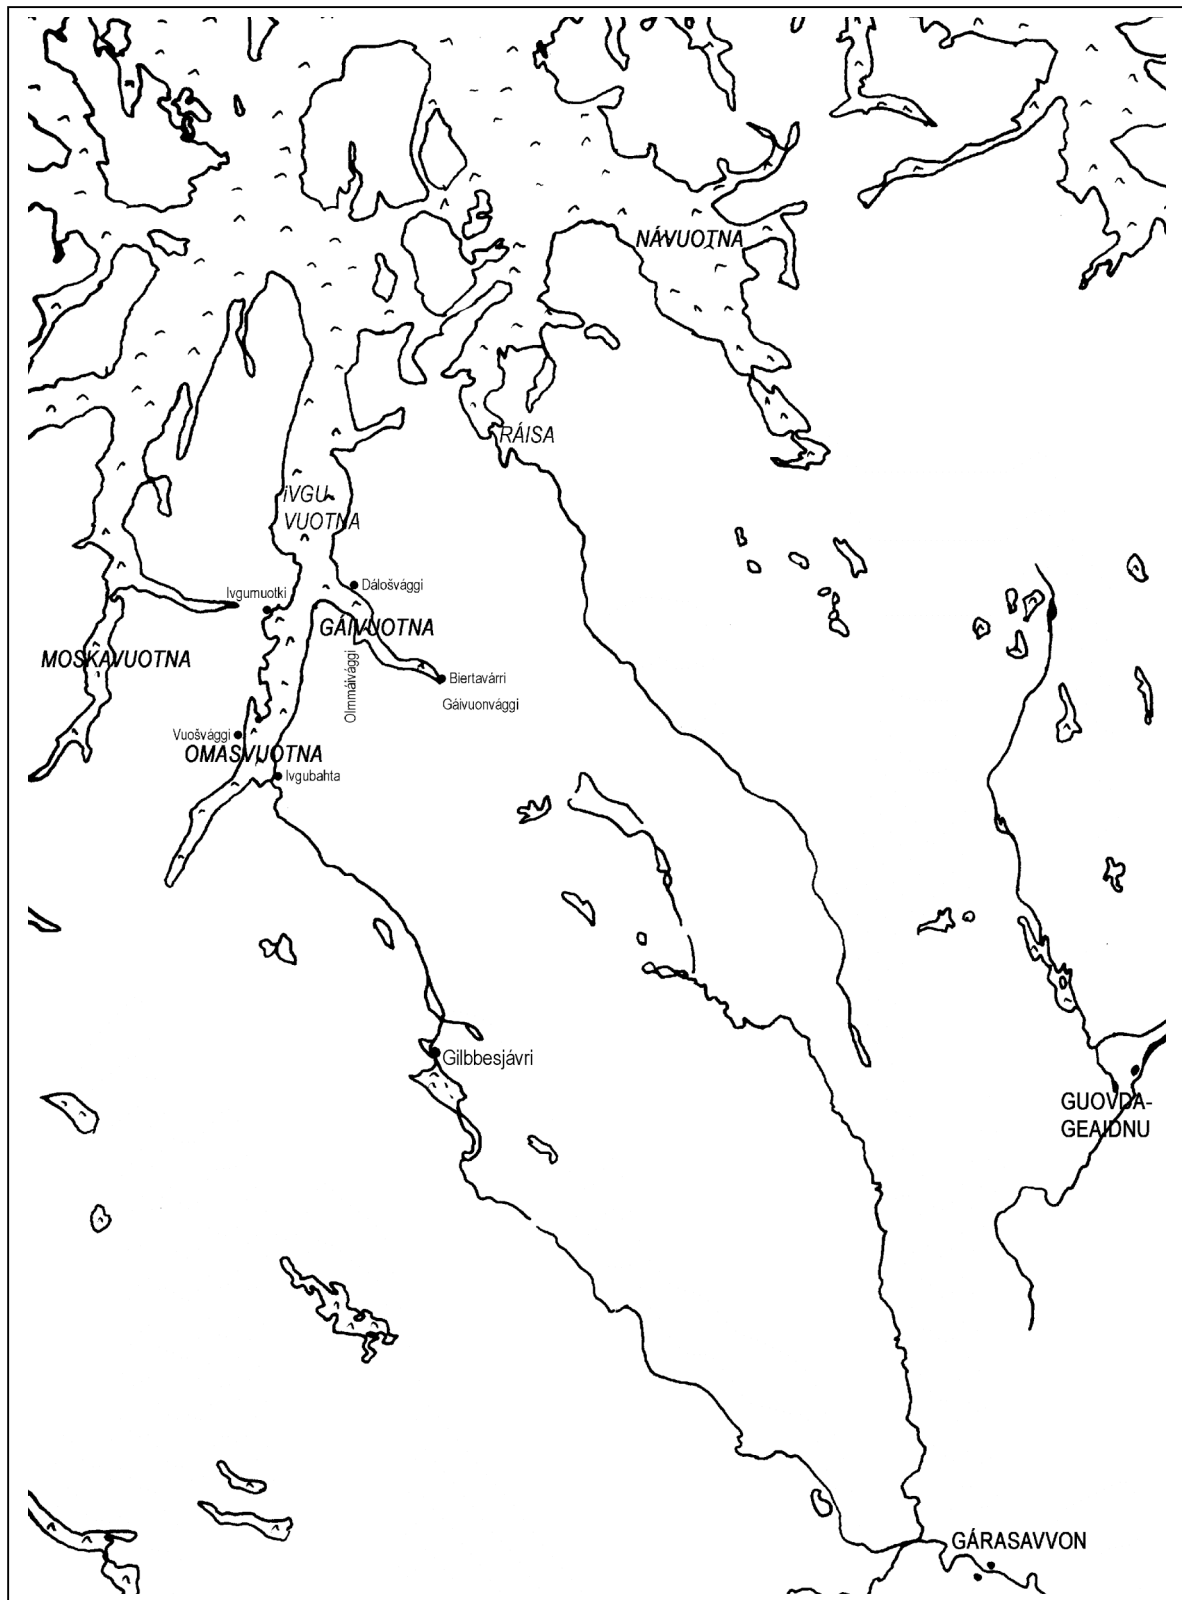 NÁVUOTNA
RÁISA
IVGU-
VUOTNA
Dálošvággi
Ivgumuotki
GÁIVUOTNA
MOSKAVUOTNA
Olmmáivággi
Biertavárri
Gáivuonvággi
Vuošvággi
OMASVUOTNA
Ivgubahta
Gilbbesjávri
GUOVDA-
GEAIDNU
GÁRASAVVON